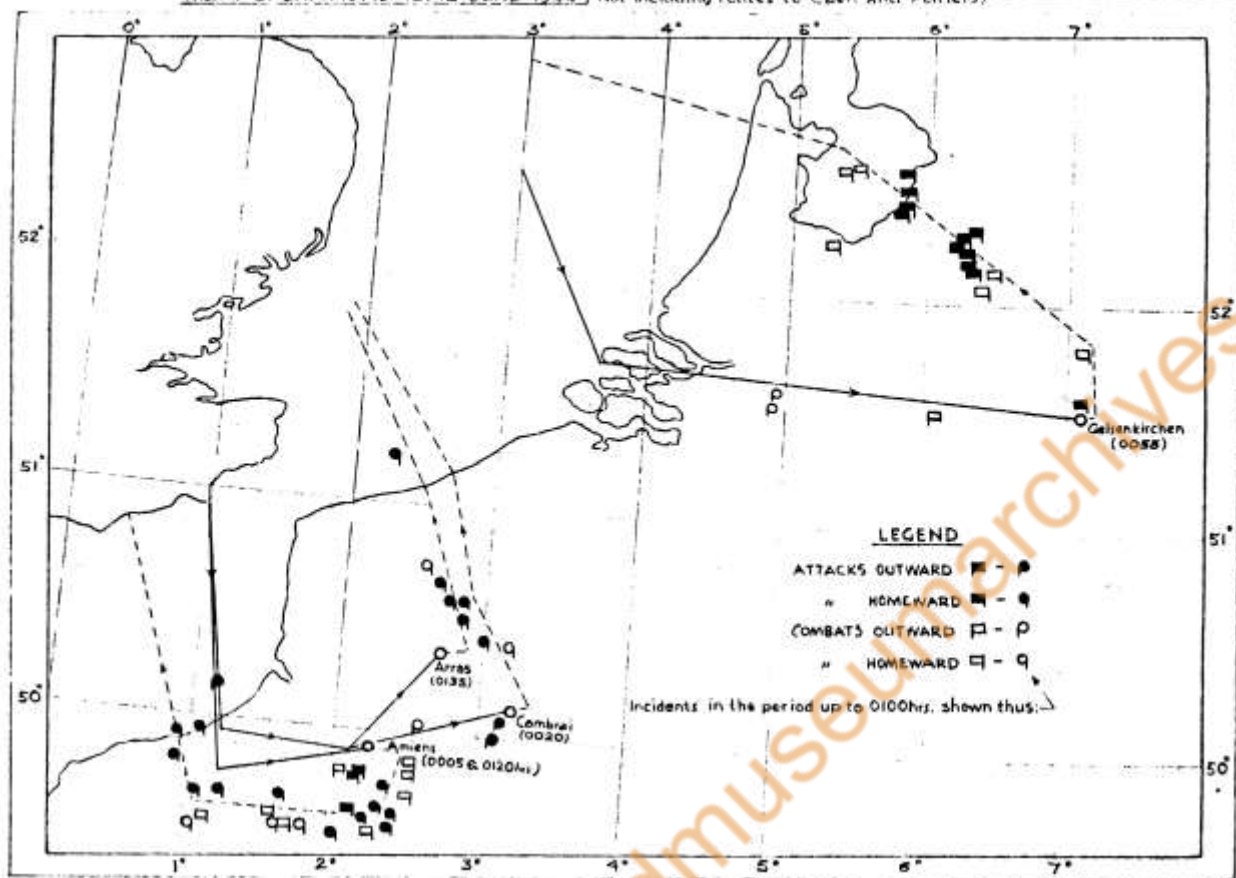 not including routes to Caen and Poitiers)
0° 1° 2° 3° 4° 5° 6° 7°
52°
52°
51°
Gelsenkirchen
(0055)
51°
LEGEND
ATTACKS OUTWARD -
" HOMEWARD -
COMBATS OUTWARD -
" HOMEWARD -
Arras
(0135)
50°
Incidents in the period up to 0100hrs. shown thus:-
Cambrai
(0020)
Amiens
(0005 & 0120hrs)
50°
1° 2° 3° 4° 5° 6° 7°
museumarchives